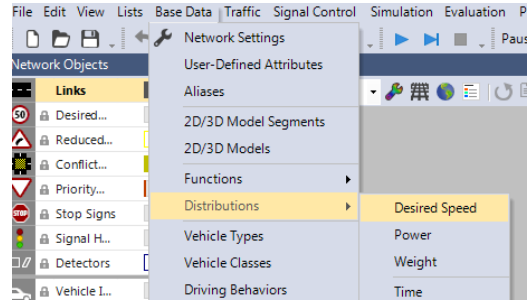 File Edit View Lists Base Data Traffic Signal Control Simulation Evaluation P
Network Settings
Paus
Network Objects
User-Defined Attributes
Links
Aliases
50 Desired...
2D/3D Model Segments
Reduced...
2D/3D Models
Conflict...
Functions
Priority...
Distributions
Desired Speed
STOP Stop Signs
Vehicle Types
Power
Signal H...
Vehicle Classes
Weight
Detectors
Driving Behaviors
Time
Vehicle I...